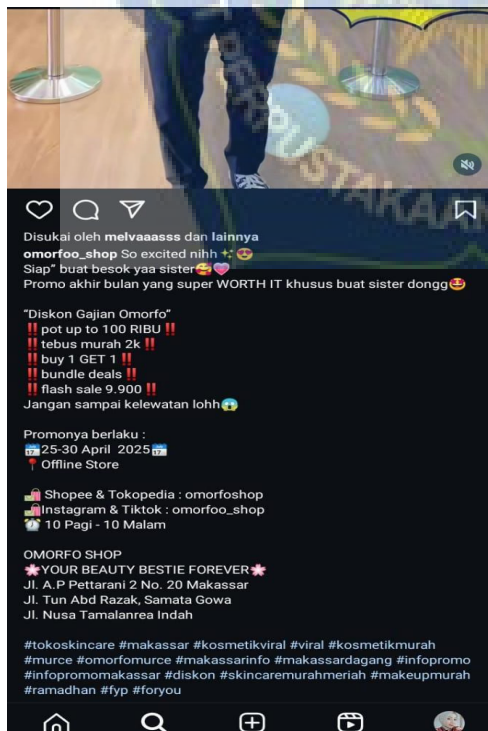 PERPUSTAKAAN
Disukai oleh melvaaasss dan lainnya
omorfoo_shop So excited nihh ✨😍
Siap" buat besok yaa sister🥰💗
Promo akhir bulan yang super WORTH IT khusus buat sister dongg🤩
"Diskon Gajian Omorfo"
‼️pot up to 100 RIBU ‼️
‼️tebus murah 2k ‼️
‼️buy 1 GET 1 ‼️
‼️bundle deals ‼️
‼️flash sale 9.900 ‼️
Jangan sampai kelewatan lohh😱
Promonya berlaku :
📅25-30 April 2025📅
📍Offline Store
🛍️ Shopee & Tokopedia : omorfoshop
🛍️Instagram & Tiktok : omorfoo_shop
⏰ 10 Pagi - 10 Malam
OMORFO SHOP
🌸YOUR BEAUTY BESTIE FOREVER🌸
Jl. A.P Pettarani 2 No. 20 Makassar
Jl. Tun Abd Razak, Samata Gowa
Jl. Nusa Tamalanrea Indah
#tokoskincare #makassar #kosmetikviral #viral #kosmetikmurah
#murce #omorfomurce #makassarinfo #makassardagang #infopromo
#infopromomakassar #diskon #skincaremurahmeriah #makeupmurah
#ramadhan #fyp #foryou